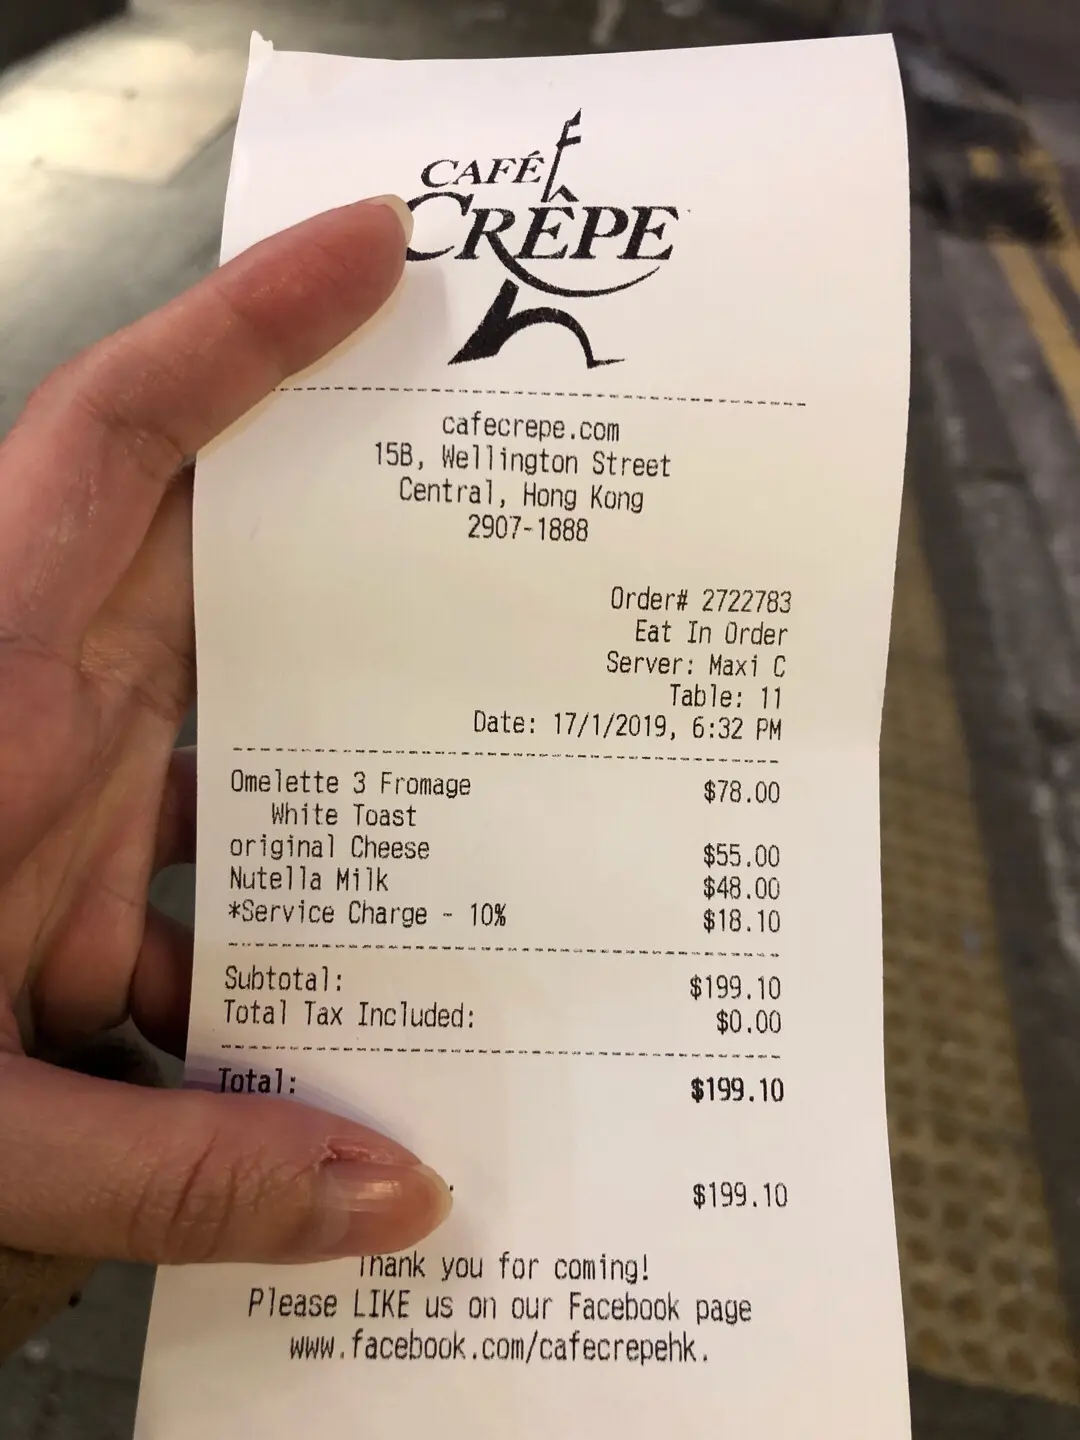 CAFÉ
CRÊPE
cafecrepe.com
15B, Wellington Street
Central, Hong Kong
2907-1888
Order# 2722783
Eat In Order
Server: Maxi C
Table: 11
Date: 17/1/2019, 6:32 PM
Omelette 3 Fromage $78.00
White Toast
original Cheese $55.00
Nutella Milk $48.00
*Service Charge - 10% $18.10
Subtotal: $199.10
Total Tax Included: $0.00
Total: $199.10
$199.10
Thank you for coming!
Please LIKE us on our Facebook page
www.facebook.com/cafecrepehk.